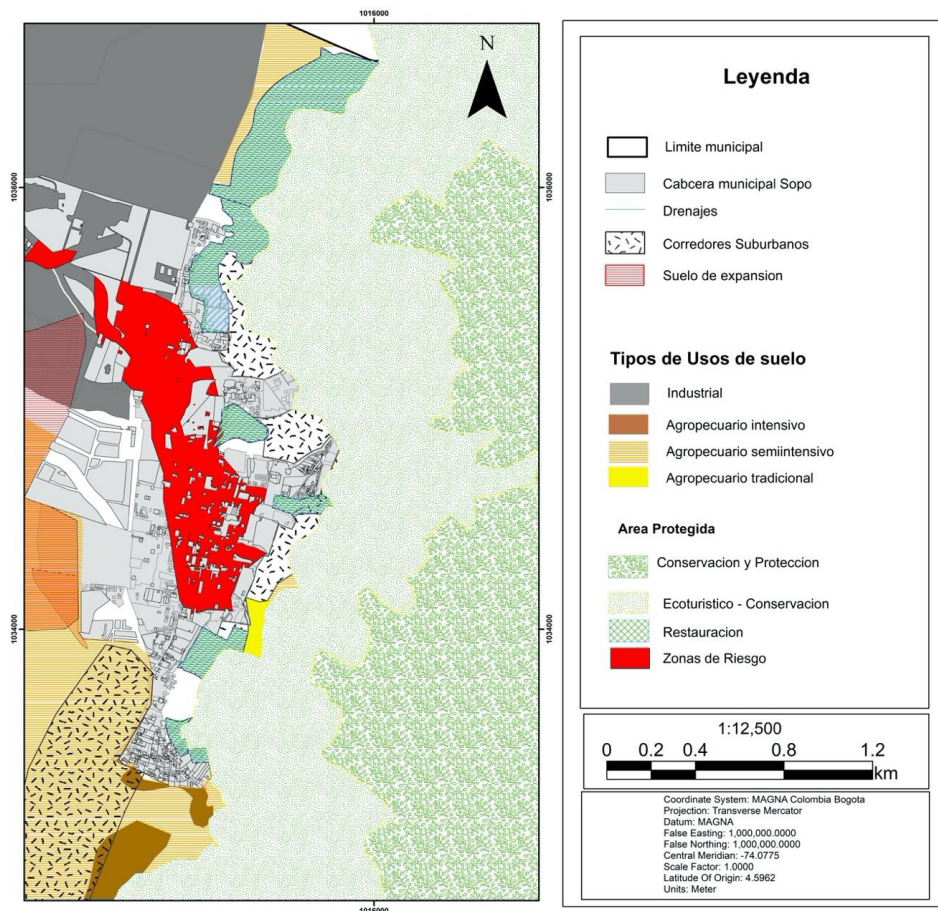 1016000
N
1036000
1036000
1034000
1034000
1016000
Leyenda
Limite municipal
Cabcera municipal Sopo
Drenajes
Corredores Suburbanos
Suelo de expansion
Tipos de Usos de suelo
Industrial
Agropecuario intensivo
Agropecuario semiintensivo
Agropecuario tradicional
Area Protegida
Conservacion y Proteccion
Ecoturistico - Conservacion
Restauracion
Zonas de Riesgo
1:12,500
0 0.2 0.4 0.8 1.2
km
Coordinate System: MAGNA Colombia Bogota
Projection: Transverse Mercator
Datum: MAGNA
False Easting: 1,000,000.0000
False Northing: 1,000,000.0000
Central Meridian: -74.0775
Scale Factor: 1.0000
Latitude Of Origin: 4.5962
Units: Meter